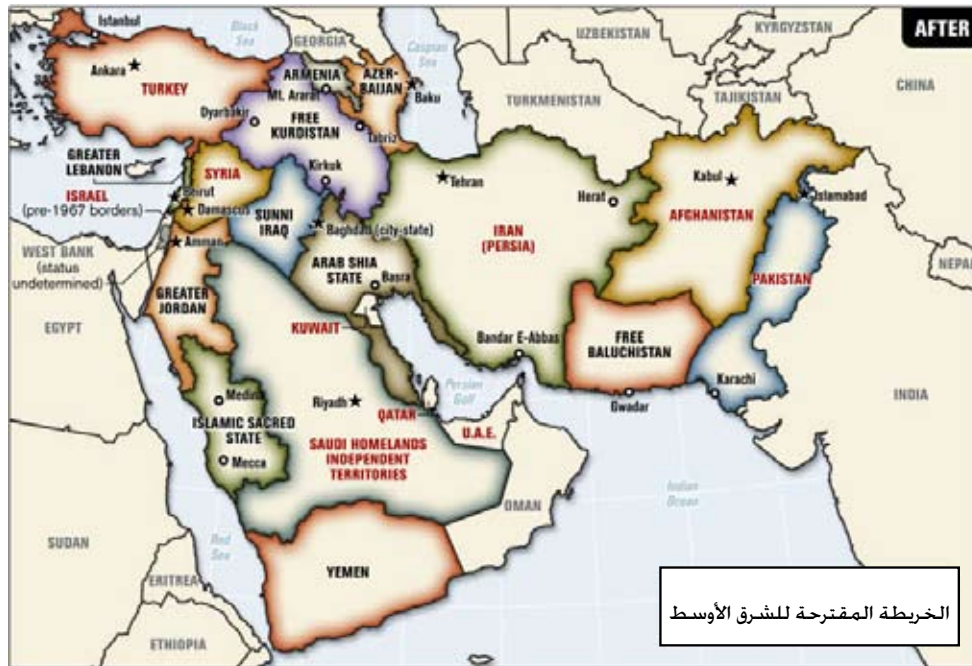 AFTER
Istanbul
Black
Sea
GEORGIA
Caspian
Sea
UZBEKISTAN
KYRGYZSTAN
Ankara
TURKEY
ARMENIA
AZER-
BAIJAN
Mt. Ararat
Baku
TURKMENISTAN
TAJIKISTAN
CHINA
Dyarbakir
FREE
KURDISTAN
Tabriz
GREATER
LEBANON
SYRIA
Kirkuk
Tehran
Herat
Kabul
Islamabad
ISRAEL
(pre-1967 borders)
Beirut
Damascus
SUNNI
IRAQ
Baghdad (city-state)
IRAN
(PERSIA)
AFGHANISTAN
WEST BANK
(status
undetermined)
Amman
ARAB SHIA
STATE
Basra
PAKISTAN
NEPAL
GREATER
JORDAN
EGYPT
KUWAIT
Bandar E-Abbas
FREE
BALUCHISTAN
Karachi
Gwadar
INDIA
Medina
ISLAMIC SACRED
STATE
Mecca
Riyadh
Persian
Gulf
QATAR
U.A.E.
SAUDI HOMELANDS
INDEPENDENT
TERRITORIES
OMAN
Indian
Ocean
SUDAN
Red
Sea
YEMEN
ERITREA
ETHIOPIA
الخريطة المقترحة للشرق الأوسط